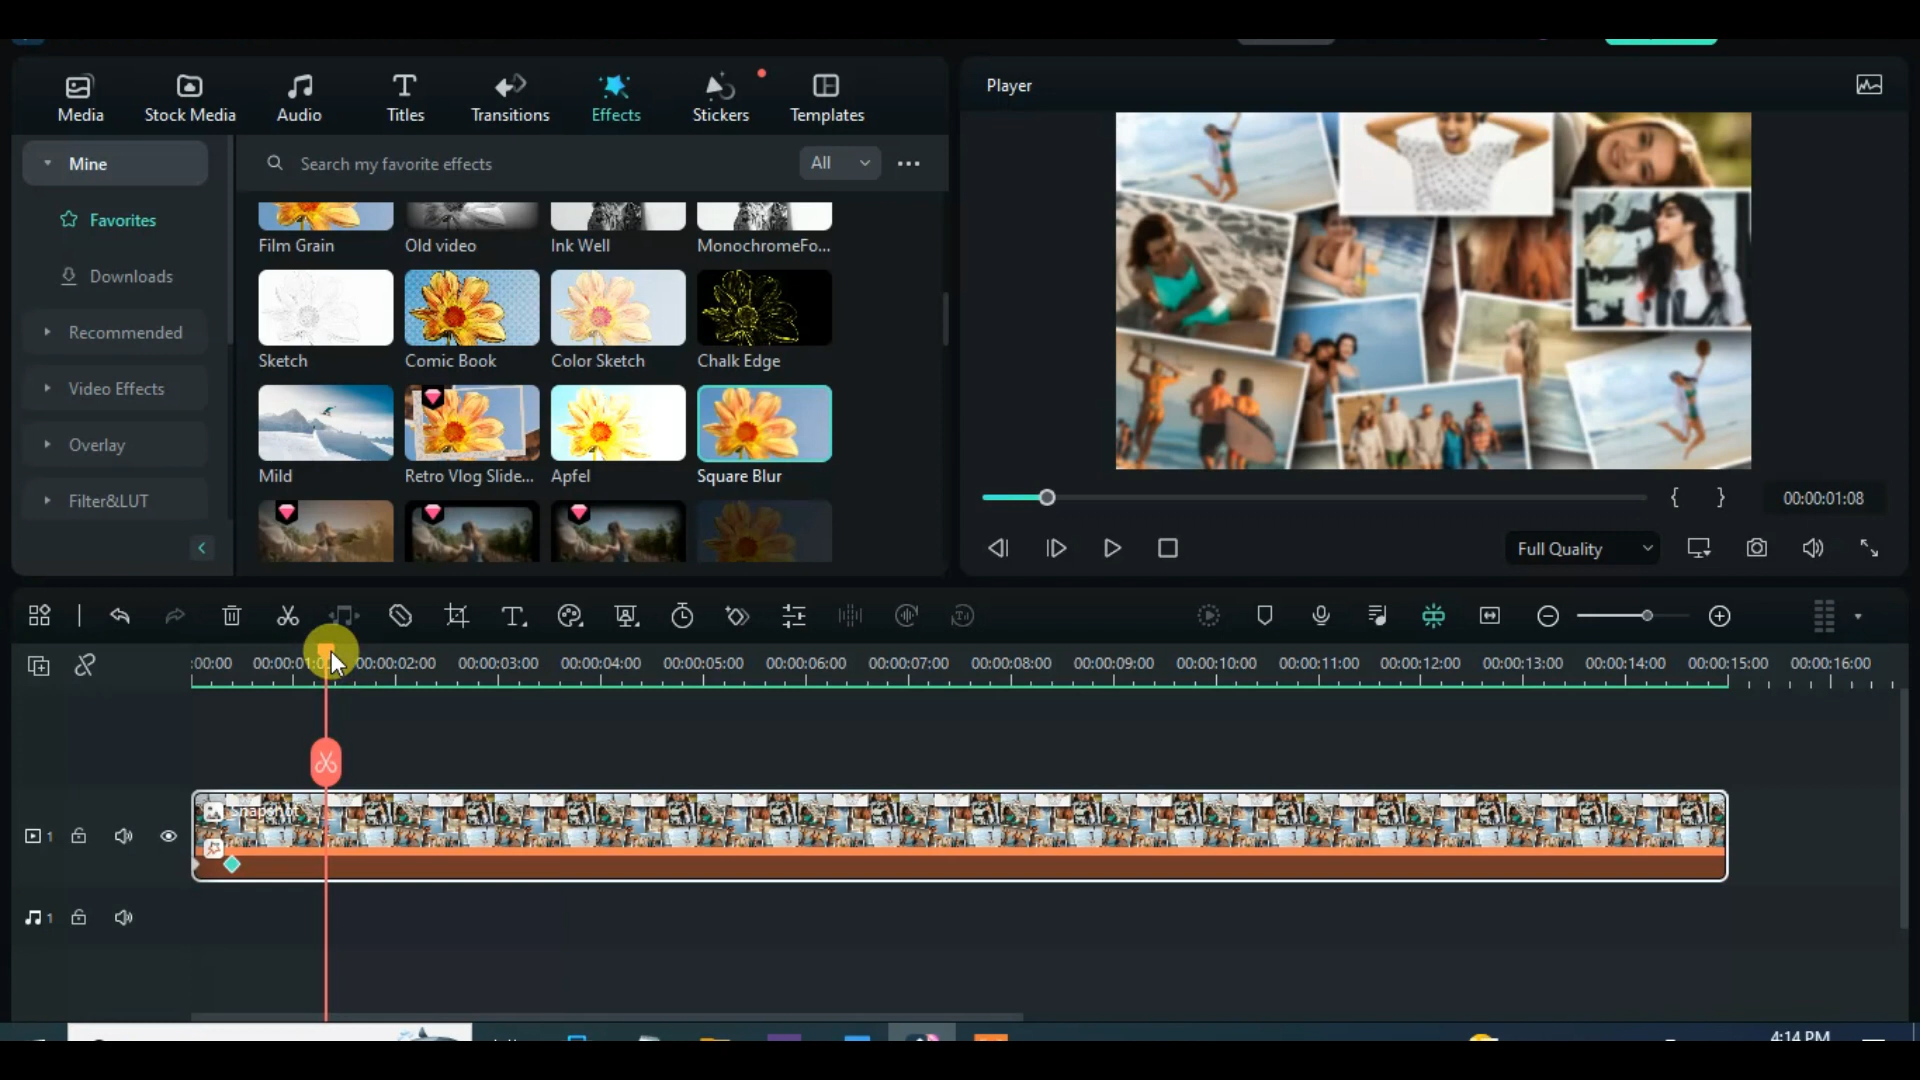 Player
Media
Stock Media
Audio
Titles
Transitions
Effects
Stickers
Templates
Mine
Search my favorite effects
All
Favorites
Downloads
Recommended
Video Effects
Overlay
Filter&LUT
Film Grain
Old video
Ink Well
MonochromeFo...
Sketch
Comic Book
Color Sketch
Chalk Edge
Mild
Retro Vlog Slide...
Apfel
Square Blur
{ } 00:00:01:08
Full Quality
:00:00 00:00:02:00 00:00:03:00 00:00:04:00 00:00:05:00 00:00:06:00 00:00:07:00 00:00:08:00 00:00:09:00 00:00:10:00 00:00:11:00 00:00:12:00 00:00:13:00 00:00:14:00 00:00:15:00 00:00:16:00
Snapshot
1
1
4:14 PM